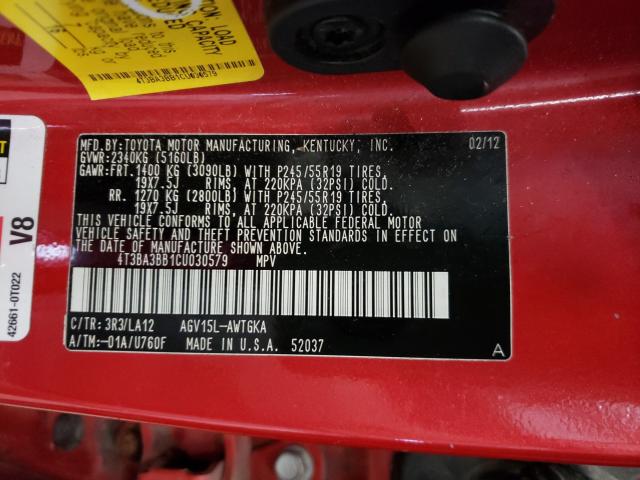 TION: LOAD
CAPACITY
4T3BA3BB1CU030579
MFD.BY:TOYOTA MOTOR MANUFACTURING, KENTUCKY, INC. 02/12
GVWR:2340KG (5160LB)
GAWR:FRT.1400 KG (3090LB) WITH P245/55R19 TIRES,
19X7.5J RIMS, AT 220KPA (32PSI) COLD.
RR. 1270 KG (2800LB) WITH P245/55R19 TIRES,
19X7.5J RIMS, AT 220KPA (32PSI) COLD.
THIS VEHICLE CONFORMS TO ALL APPLICABLE FEDERAL MOTOR
VEHICLE SAFETY AND THEFT PREVENTION STANDARDS IN EFFECT ON
THE DATE OF MANUFACTURE SHOWN ABOVE.
4T3BA3BB1CU030579 MPV
C/TR: 3R3/LA12 AGV15L-AWTGKA
A/TM:-01A/U760F MADE IN U.S.A. 52037 A
V8
42661-0T022